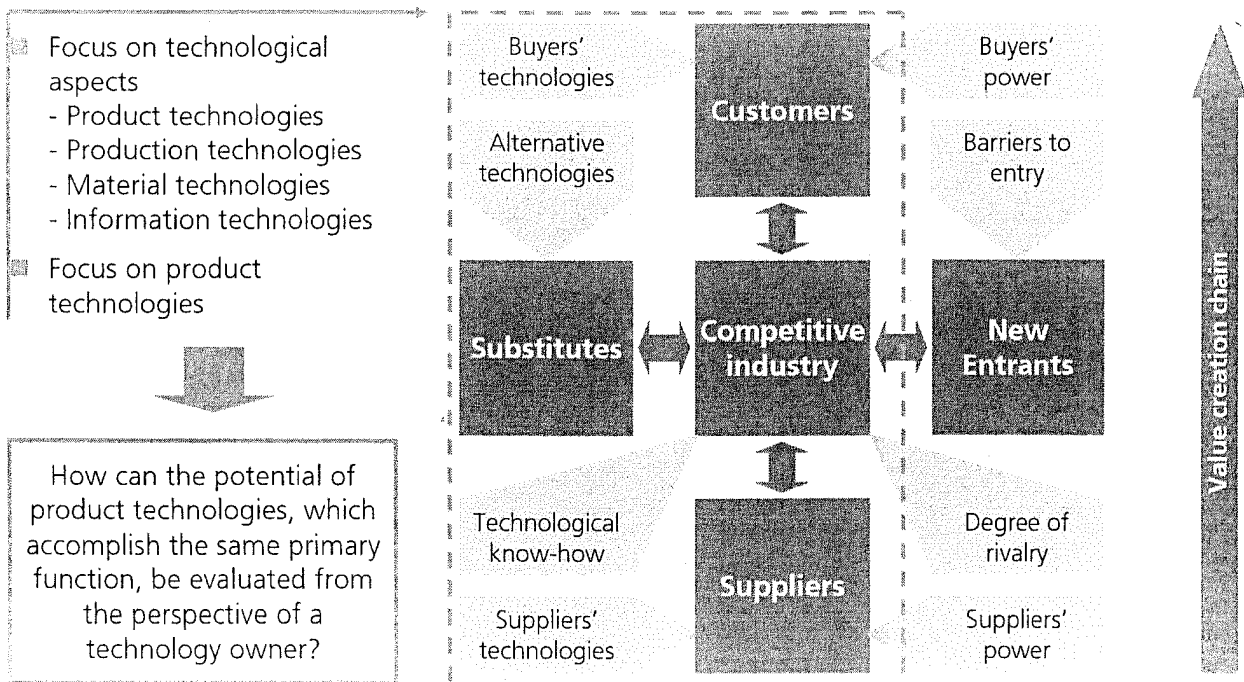 Focus on technological
aspects
- Product technologies
- Production technologies
- Material technologies
- Information technologies
Focus on product
technologies
How can the potential of
product technologies, which
accomplish the same primary
function, be evaluated from
the perspective of a
technology owner?
Buyers'
technologies
Customers
Buyers'
power
Alternative
technologies
Barriers to
entry
Substitutes
Competitive
industry
New
Entrants
Technological
know-how
Degree of
rivalry
Suppliers
Suppliers'
technologies
Suppliers'
power
Value creation chain